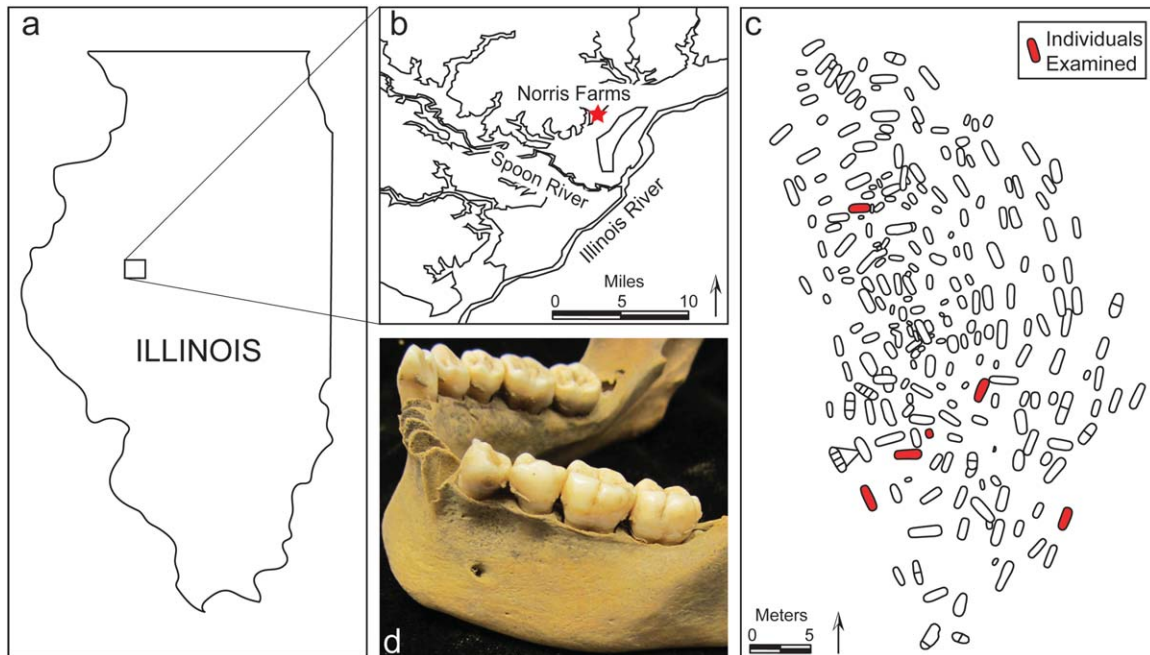 a
ILLINOIS
b
Norris Farms
Spoon River
Illinois River
Miles
0 5 10
c
Individuals
Examined
Meters
0 5
d